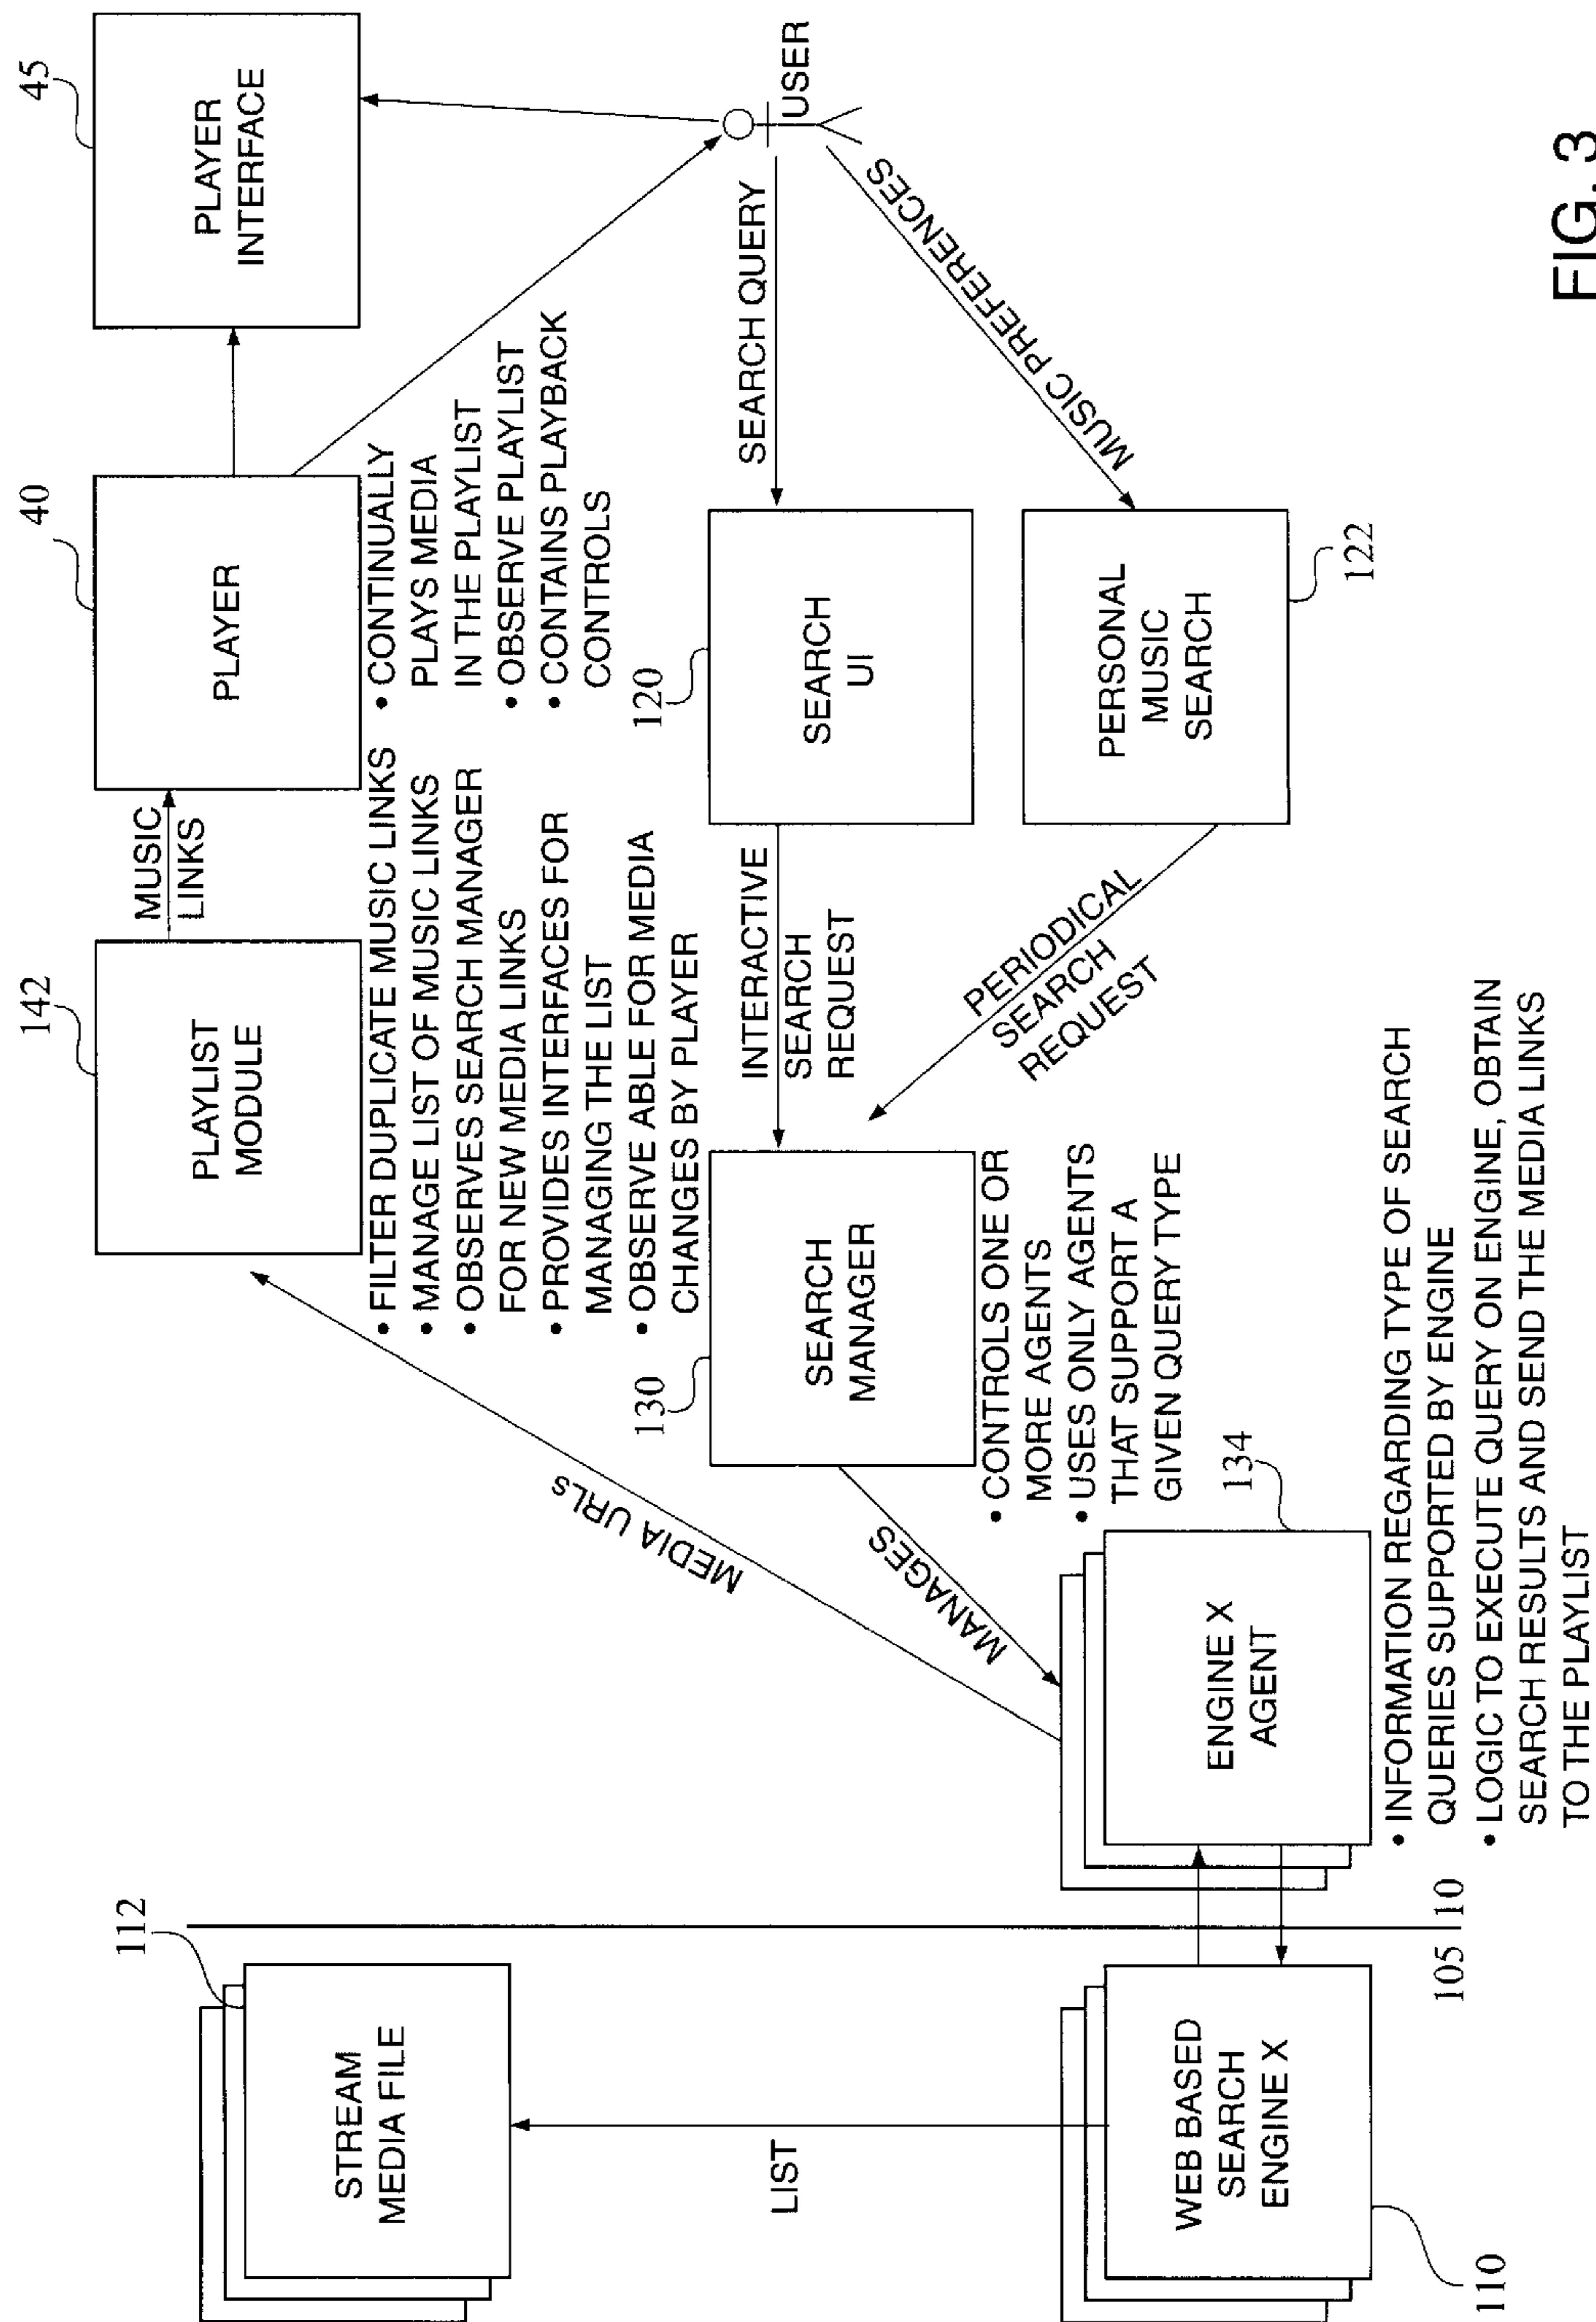 112
STREAM
MEDIA FILE
LIST
WEB BASED
SEARCH
ENGINE X
110
105
10
142
PLAYLIST
MODULE
MUSIC
LINKS
• FILTER DUPLICATE MUSIC LINKS
• MANAGE LIST OF MUSIC LINKS
• OBSERVES SEARCH MANAGER
FOR NEW MEDIA LINKS
• PROVIDES INTERFACES FOR
MANAGING THE LIST
• OBSERVE ABLE FOR MEDIA
CHANGES BY PLAYER
40
PLAYER
• CONTINUALLY
PLAYS MEDIA
IN THE PLAYLIST
• OBSERVE PLAYLIST
• CONTAINS PLAYBACK
CONTROLS
45
PLAYER
INTERFACE
USER
SEARCH QUERY
MUSIC PREFERENCES
120
SEARCH
UI
PERSONAL
MUSIC
SEARCH
122
INTERACTIVE
SEARCH
REQUEST
PERIODICAL
SEARCH
REQUEST
130
SEARCH
MANAGER
• CONTROLS ONE OR
MORE AGENTS
• USES ONLY AGENTS
THAT SUPPORT A
GIVEN QUERY TYPE
MEDIA URLs
MANAGES
134
ENGINE X
AGENT
• INFORMATION REGARDING TYPE OF SEARCH
QUERIES SUPPORTED BY ENGINE
• LOGIC TO EXECUTE QUERY ON ENGINE, OBTAIN
SEARCH RESULTS AND SEND THE MEDIA LINKS
TO THE PLAYLIST
FIG. 3